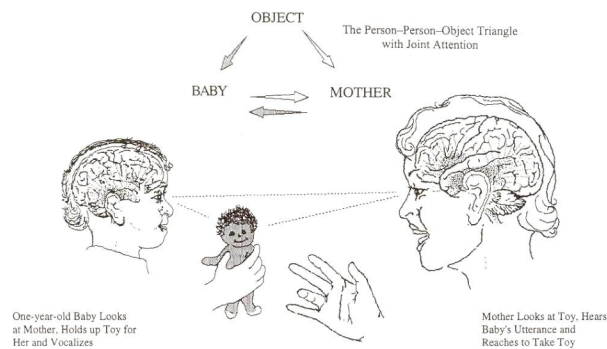 OBJECT
The Person–Person–Object Triangle
with Joint Attention
BABY
MOTHER
One-year-old Baby Looks
at Mother, Holds up Toy for
Her and Vocalizes
Mother Looks at Toy, Hears
Baby's Utterance and
Reaches to Take Toy